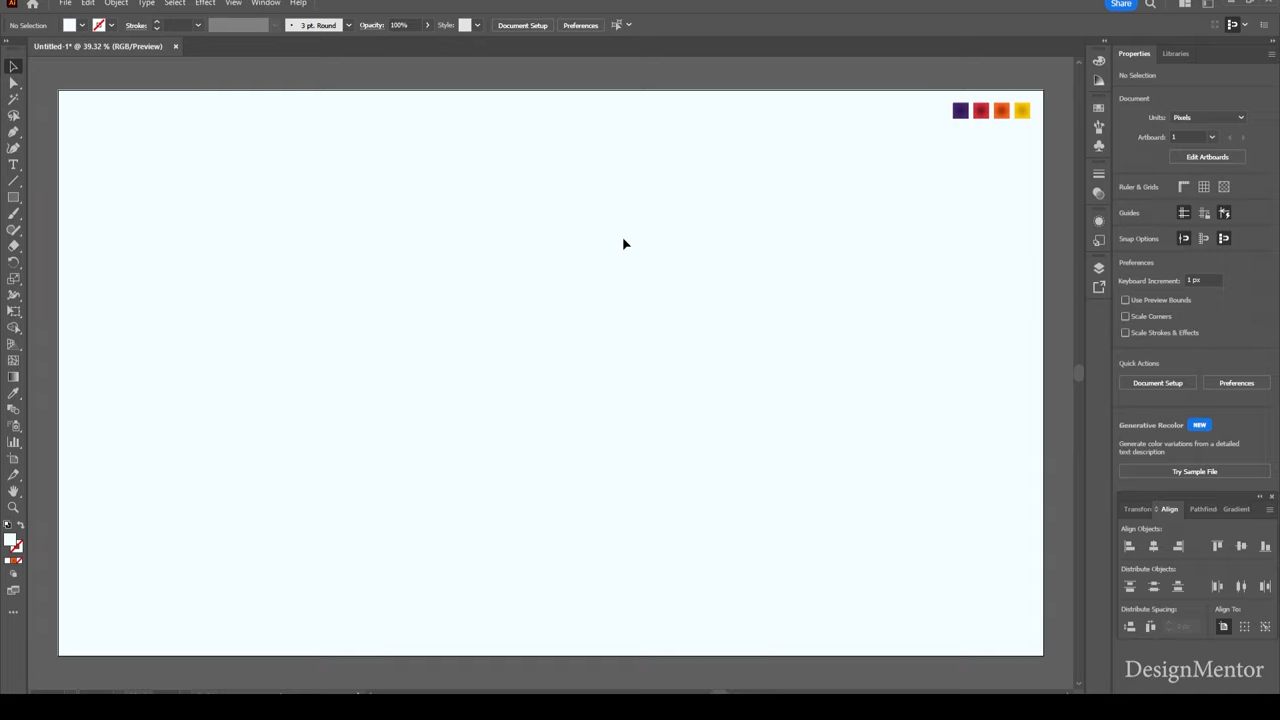 Ai File Edit Object Type Select Effect View Window Help Share
No Selection Stroke: 3 pt. Round Opacity: 100% Style: Document Setup Preferences
Untitled-1* @ 39.32 % (RGB/Preview)
Properties Libraries
No Selection
Document
Units: Pixels
Artboard: 1
Edit Artboards
Ruler & Grids
Guides
Snap Options
Preferences
Keyboard Increment: 1 px
Use Preview Bounds
Scale Corners
Scale Strokes & Effects
Quick Actions
Document Setup Preferences
Generative Recolor NEW
Generate color variations from a detailed
text description
Try Sample File
Transforn Align Pathfind Gradient
Align Objects:
Distribute Objects:
Distribute Spacing: Align To:
DesignMentor